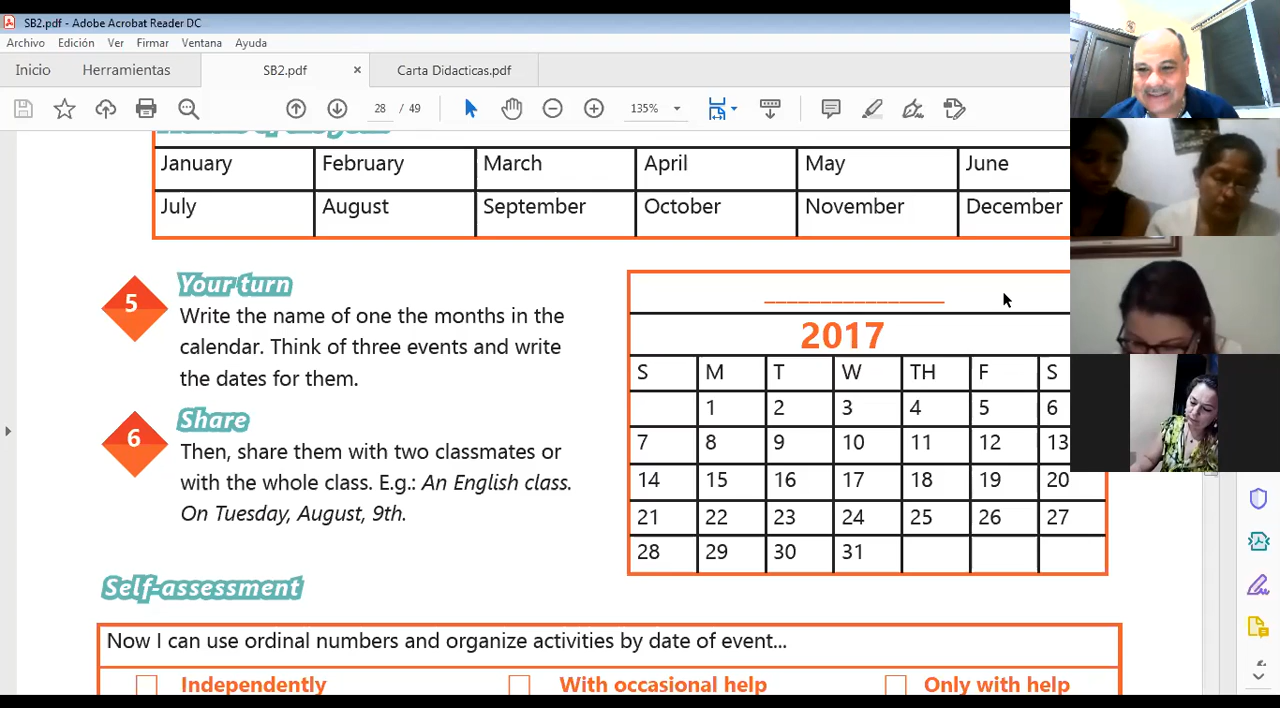 SB2.pdf - Adobe Acrobat Reader DC
Archivo Edición Ver Firmar Ventana Ayuda
Inicio Herramientas SB2.pdf × Carta Didacticas.pdf
28 / 49 135%
January February March April May June
July August September October November December
5 Your turn
Write the name of one the months in the
calendar. Think of three events and write
the dates for them.
6 Share
Then, share them with two classmates or
with the whole class. E.g.: An English class.
On Tuesday, August, 9th.
________________
2017
S M T W TH F S
1 2 3 4 5 6
7 8 9 10 11 12 13
14 15 16 17 18 19 20
21 22 23 24 25 26 27
28 29 30 31
Self-assessment
Now I can use ordinal numbers and organize activities by date of event...
Independently With occasional help Only with help